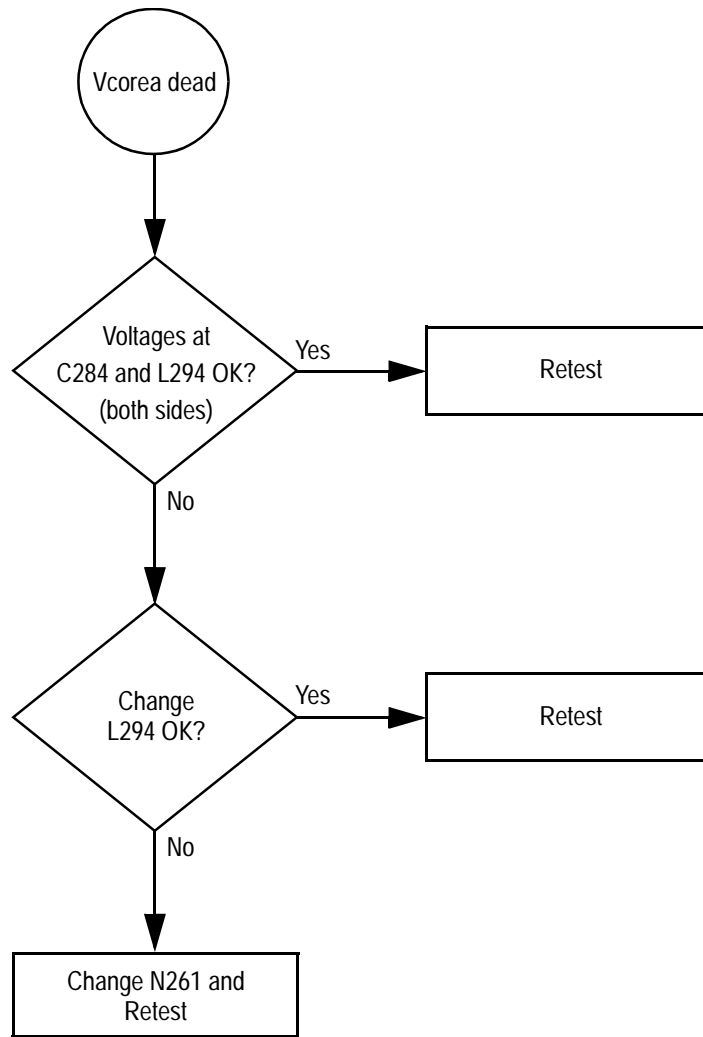 Vcorea dead
Voltages at
C284 and L294 OK?
(both sides)
Yes
Retest
No
Change
L294 OK?
Yes
Retest
No
Change N261 and
Retest